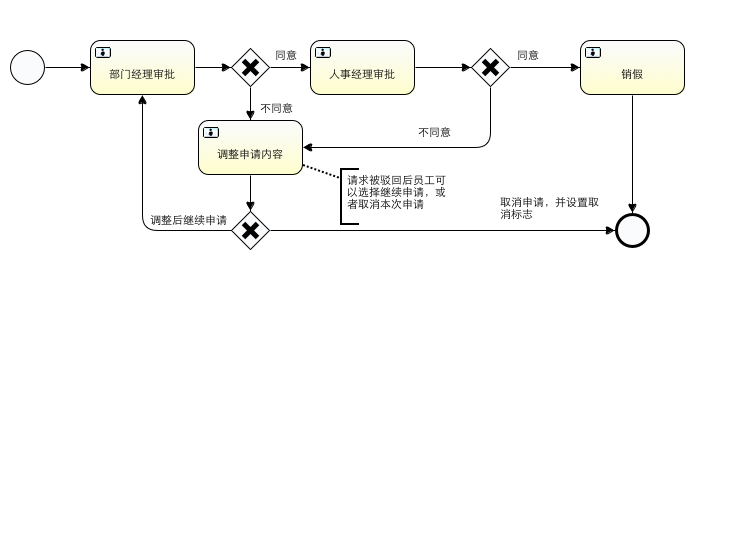 部门经理审批
同意
人事经理审批
同意
销假
不同意
不同意
调整申请内容
请求被驳回后员工可
以选择继续申请，或
者取消本次申请
调整后继续申请
取消申请，并设置取
消标志